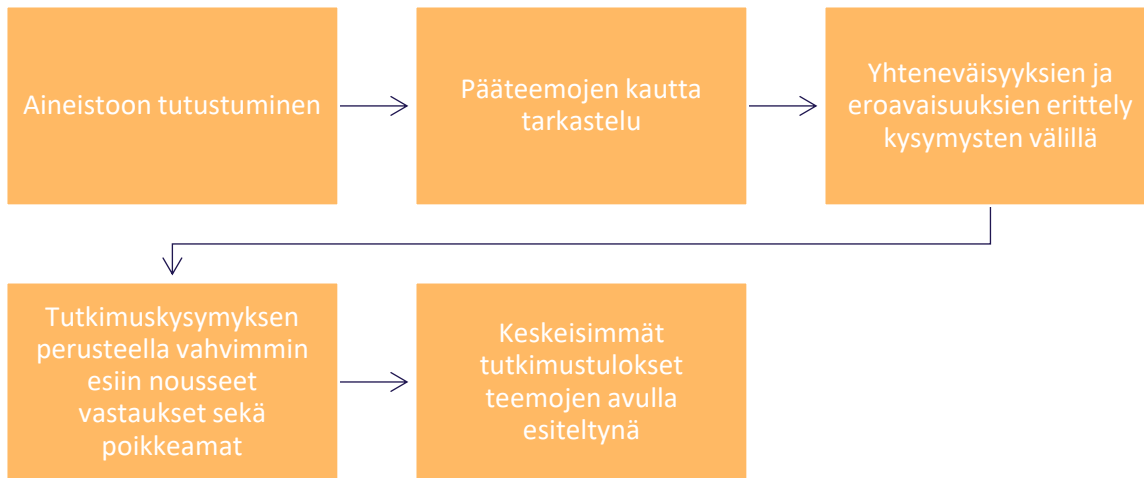 Aineistoon tutustuminen
Pääteemojen kautta
tarkastelu
Yhteneväisyyksien ja
eroavaisuuksien erittely
kysymysten välillä
Tutkimuskysymyksen
perusteella vahvimmin
esiin nousseet
vastaukset sekä
poikkeamat
Keskeisimmät
tutkimustulokset
teemojen avulla
esiteltynä